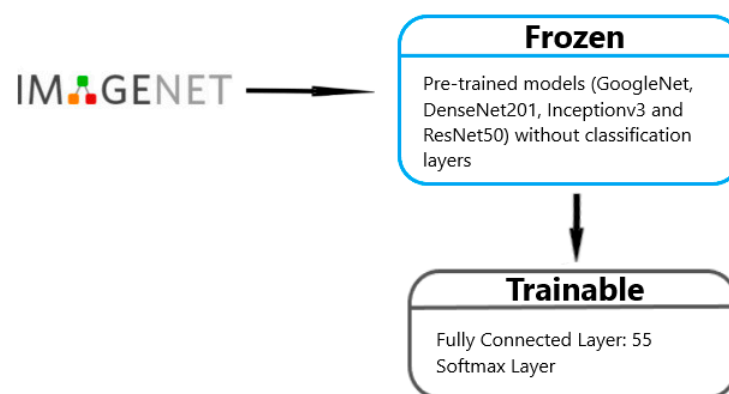 IMAGENET
Frozen
Pre-trained models (GoogleNet,
DenseNet201, Inceptionv3 and
ResNet50) without classification
layers
Trainable
Fully Connected Layer: 55
Softmax Layer